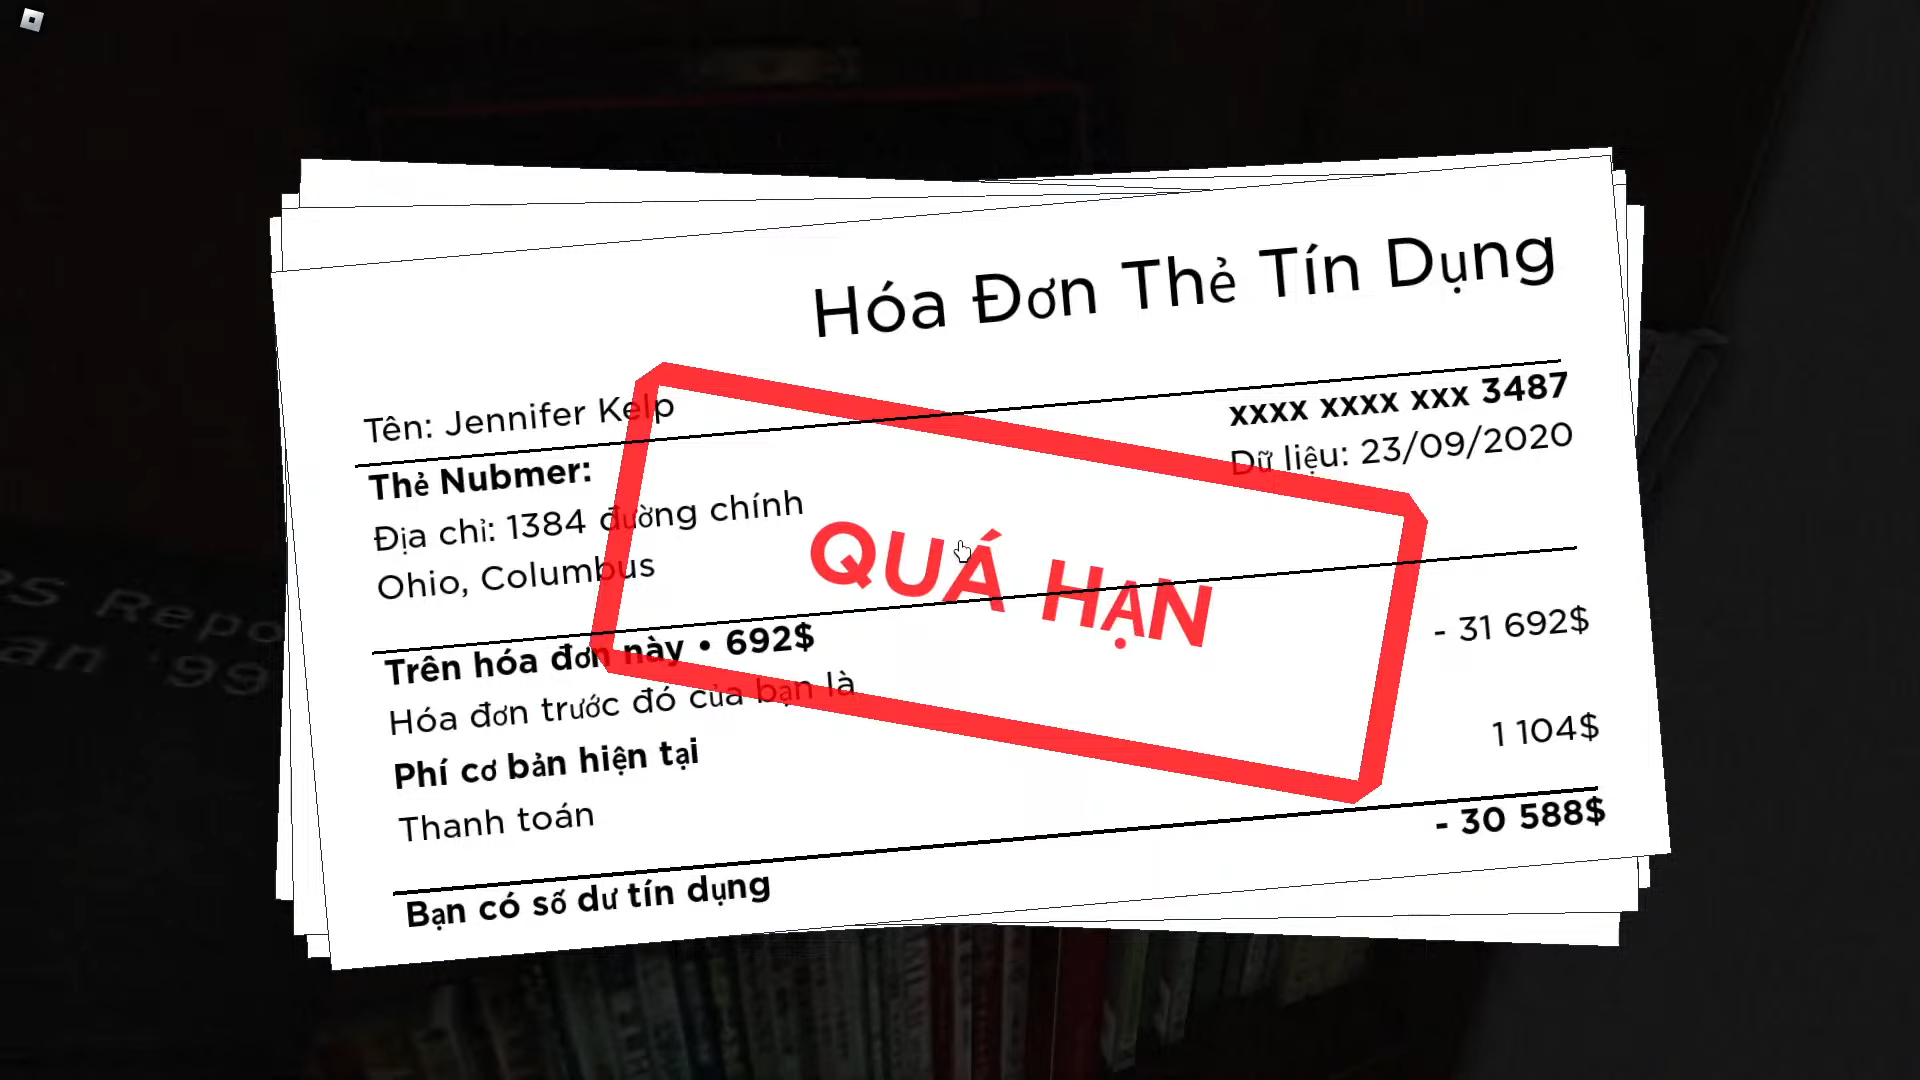 Hóa Đơn Thẻ Tín Dụng
Tên: Jennifer Kelp
Thẻ Nubmer:
xxxx xxxx xxx 3487
Địa chỉ: 1384 đường chính
Dữ liệu: 23/09/2020
Ohio, Columbus
QUÁ HẠN
Trên hóa đơn này • 692$
Hóa đơn trước đó của bạn là
- 31 692$
Phí cơ bản hiện tại
Thanh toán
1 104$
Bạn có số dư tín dụng
- 30 588$
an '99